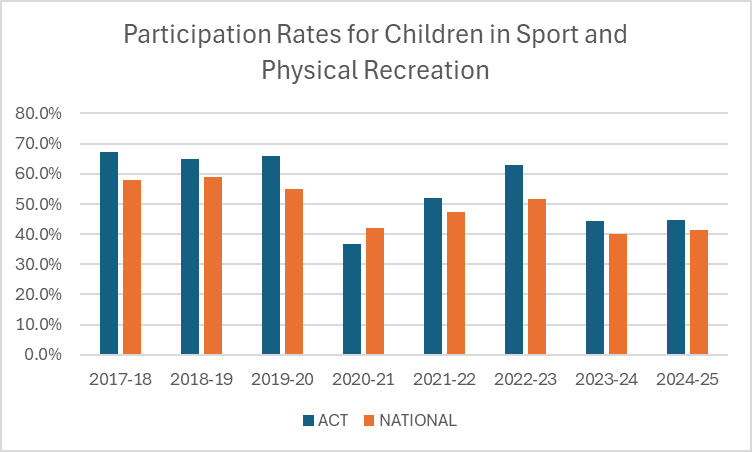 Participation Rates for Children in Sport and
Physical Recreation
80.0%
70.0%
60.0%
50.0%
40.0%
30.0%
20.0%
10.0%
0.0%
2017-18 2018-19 2019-20 2020-21 2021-22 2022-23 2023-24 2024-25
ACT NATIONAL